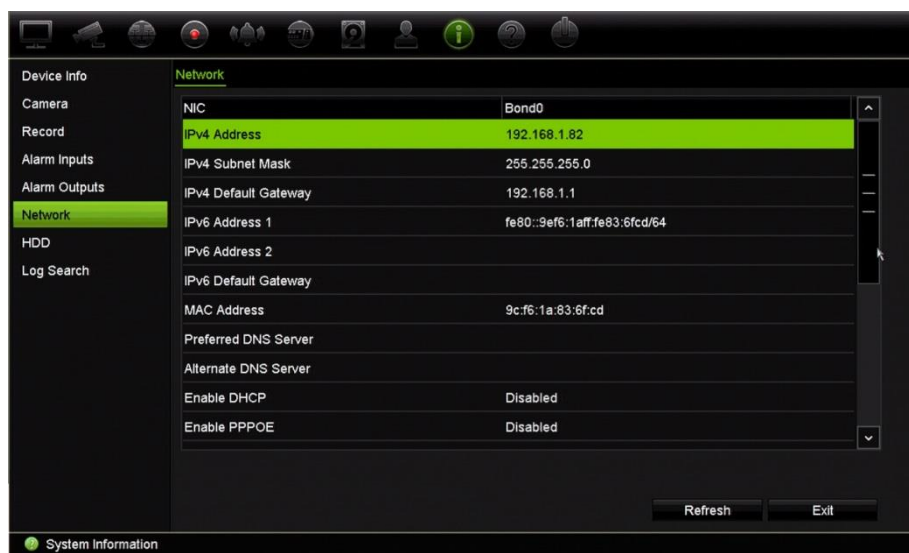 Device Info
Camera
Record
Alarm Inputs
Alarm Outputs
Network
HDD
Log Search
Network
NIC Bond0
IPv4 Address 192.168.1.82
IPv4 Subnet Mask 255.255.255.0
IPv4 Default Gateway 192.168.1.1
IPv6 Address 1 fe80::9ef6:1aff:fe83:6fcd/64
IPv6 Address 2
IPv6 Default Gateway
MAC Address 9c:f6:1a:83:6f:cd
Preferred DNS Server
Alternate DNS Server
Enable DHCP Disabled
Enable PPPOE Disabled
Refresh Exit
System Information